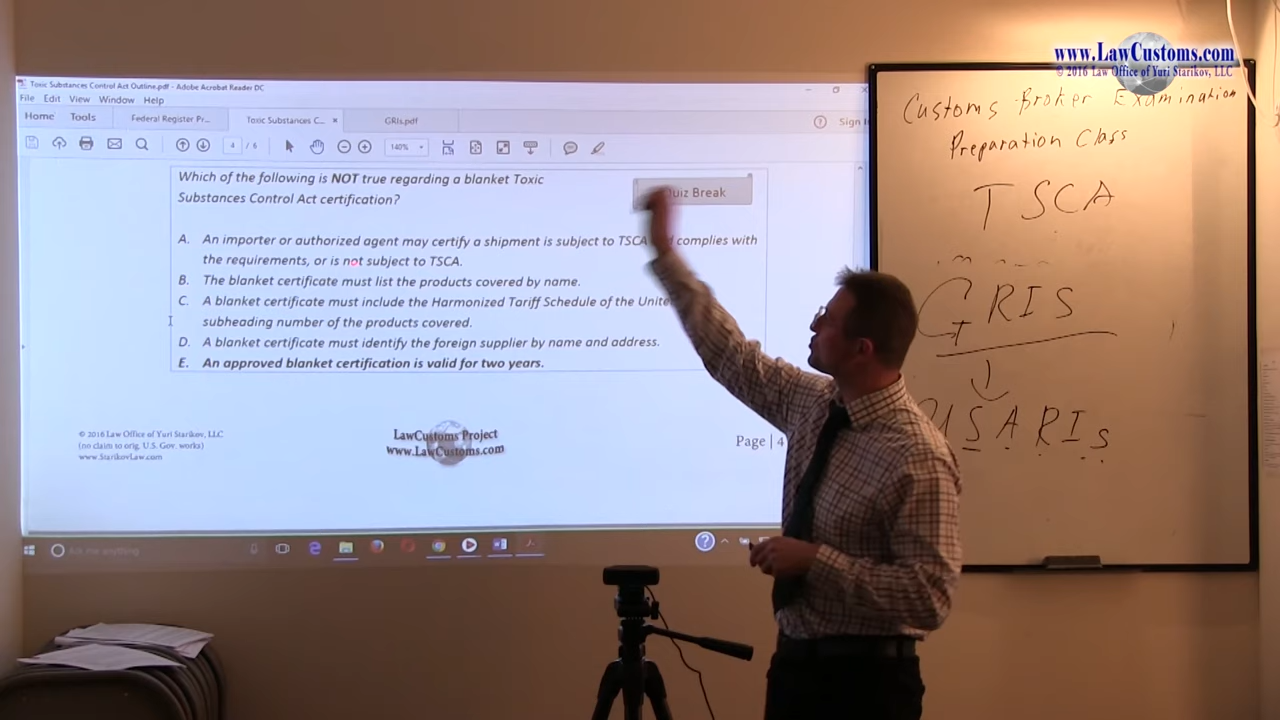 www.LawCustoms.com
© 2016 Law Office of Yuri Starikov, LLC
Toxic Substances Control Act Outline.pdf - Adobe Acrobat Reader DC
File Edit View Window Help
Home Tools Federal Register Pr... Toxic Substances C... × GRIs.pdf Sign
4 / 6 140%
Which of the following is NOT true regarding a blanket Toxic
Substances Control Act certification?
Quiz Break
A. An importer or authorized agent may certify a shipment is subject to TSCA complies with
the requirements, or is not subject to TSCA.
B. The blanket certificate must list the products covered by name.
C. A blanket certificate must include the Harmonized Tariff Schedule of the Unite
subheading number of the products covered.
D. A blanket certificate must identify the foreign supplier by name and address.
E. An approved blanket certification is valid for two years.
© 2016 Law Office of Yuri Starikov, LLC
(no claim to orig. U.S. Gov. works)
www.StarikovLaw.com
LawCustoms Project
www.LawCustoms.com
Page | 4
Ask me anything
Customs Broker Examination
Preparation Class
TSCA
GRIS
USARIs